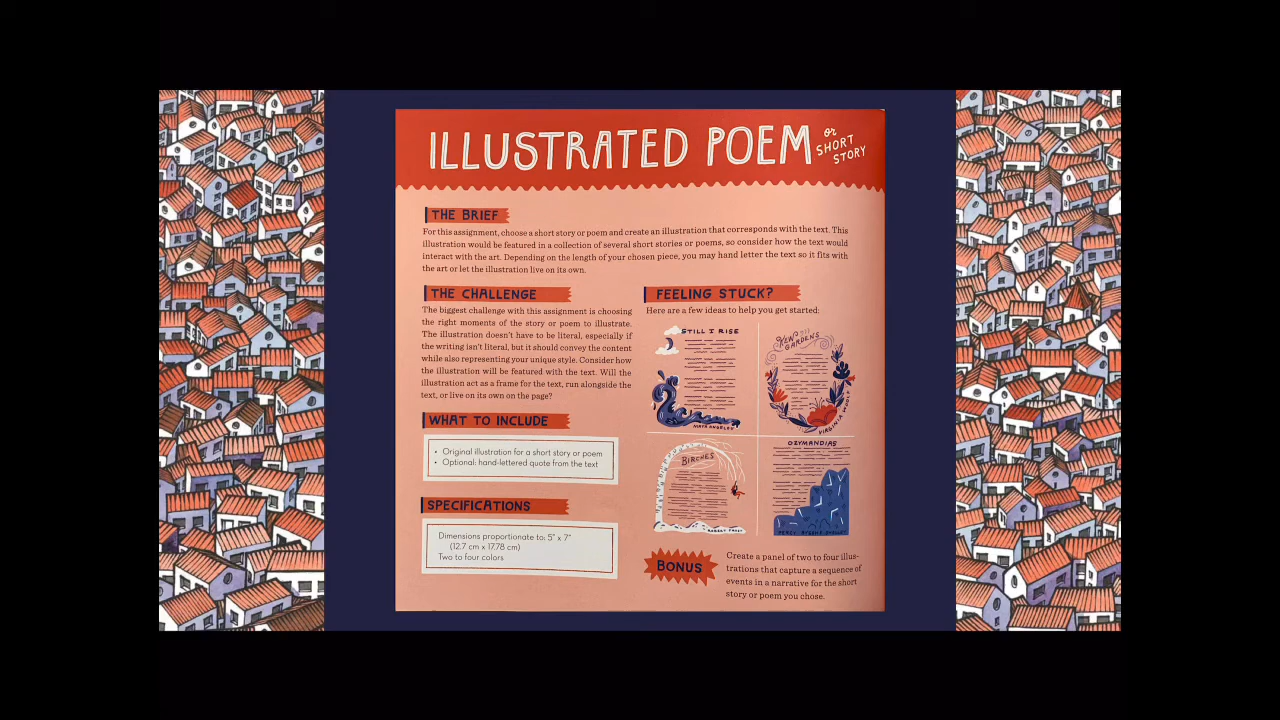 ILLUSTRATED POEM or SHORT STORY
THE BRIEF
For this assignment, choose a short story or poem and create an illustration that corresponds with the text. This
illustration would be featured in a collection of several short stories or poems, so consider how the text would
interact with the art. Depending on the length of your chosen piece, you may hand letter the text so it fits with
the art or let the illustration live on its own.
THE CHALLENGE
The biggest challenge with this assignment is choosing
the right moments of the story or poem to illustrate.
The illustration doesn't have to be literal, especially if
the writing isn't literal, but it should convey the content
while also representing your unique style. Consider how
the illustration will be featured with the text. Will the
illustration act as a frame for the text, run alongside the
text, or live on its own on the page?
WHAT TO INCLUDE
• Original illustration for a short story or poem
• Optional: hand-lettered quote from the text
SPECIFICATIONS
Dimensions proportionate to: 5" x 7"
(12.7 cm x 17.78 cm)
Two to four colors
FEELING STUCK?
Here are a few ideas to help you get started:
STILL I RISE
MAYA ANGELOU
KEW GARDENS
VIRGINIA WOOLF
BIRCHES
ROBERT FROST
OZYMANDIAS
PERCY BYSSHE SHELLEY
BONUS
Create a panel of two to four illus-
trations that capture a sequence of
events in a narrative for the short
story or poem you chose.